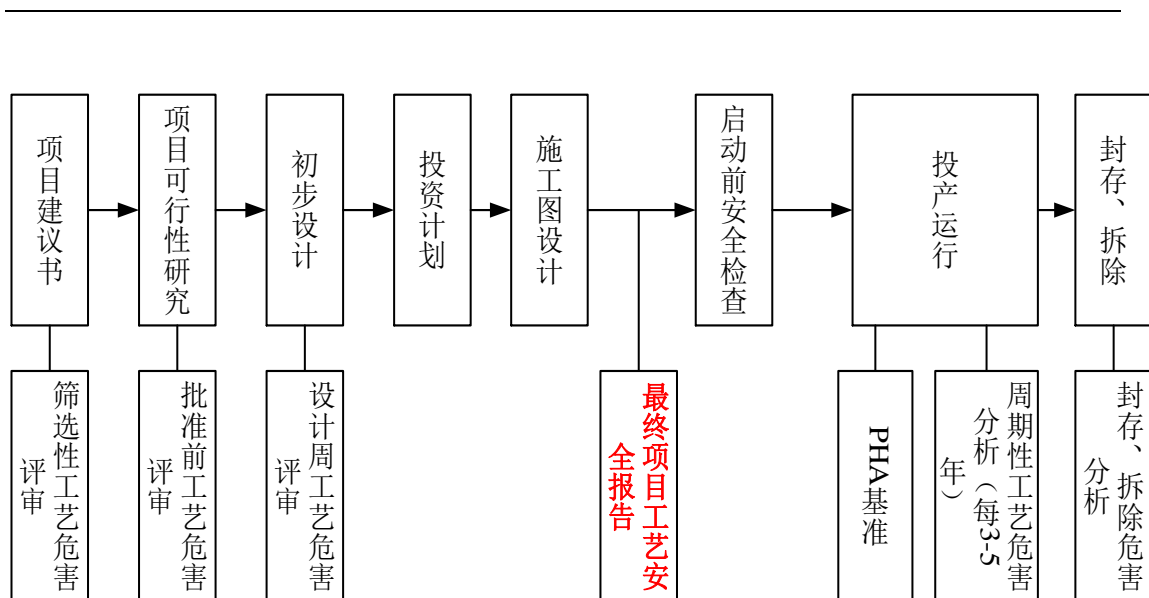 项目建议书
项目可行性研究
初步设计
投资计划
施工图设计
启动前安全检查
投产运行
封存、拆除
筛选性工艺危害
评审
批准前工艺危害
评审
设计周工艺危害
评审
最终项目工艺安
全报告
PHA基准
周期性工艺危害
分析（每3-5
年）
封存、拆除危害
分析